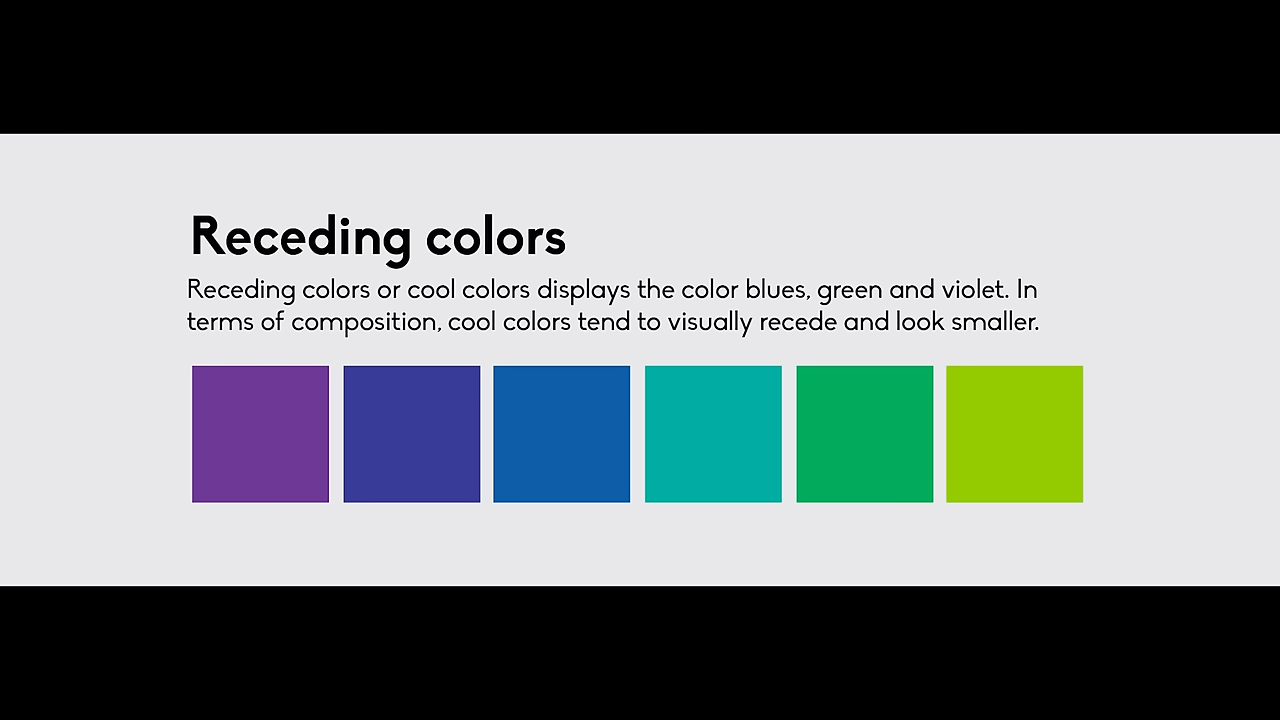 Receding colors
Receding colors or cool colors displays the color blues, green and violet. In
terms of composition, cool colors tend to visually recede and look smaller.